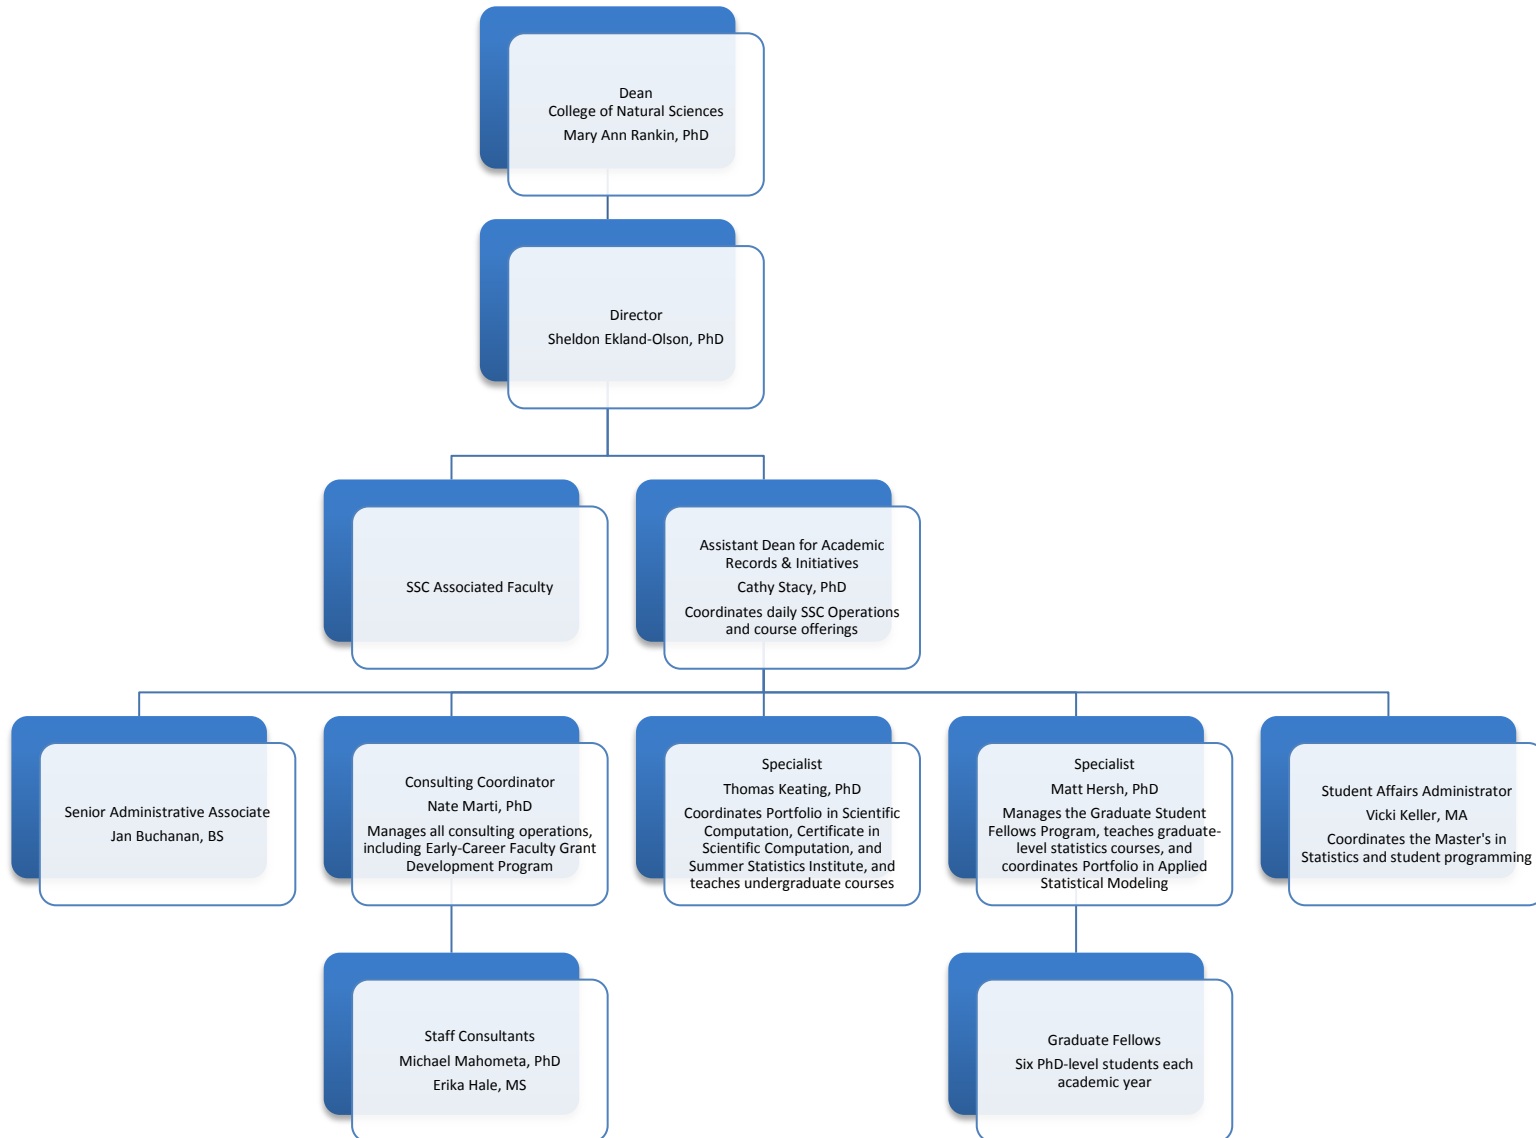 Dean
College of Natural Sciences
Mary Ann Rankin, PhD
Director
Sheldon Ekland-Olson, PhD
SSC Associated Faculty
Assistant Dean for Academic
Records & Initiatives
Cathy Stacy, PhD
Coordinates daily SSC Operations
and course offerings
Senior Administrative Associate
Jan Buchanan, BS
Consulting Coordinator
Nate Marti, PhD
Manages all consulting operations,
including Early-Career Faculty Grant
Development Program
Specialist
Thomas Keating, PhD
Coordinates Portfolio in Scientific
Computation, Certificate in
Scientific Computation, and
Summer Statistics Institute, and
teaches undergraduate courses
Specialist
Matt Hersh, PhD
Manages the Graduate Student
Fellows Program, teaches graduate-
level statistics courses, and
coordinates Portfolio in Applied
Statistical Modeling
Student Affairs Administrator
Vicki Keller, MA
Coordinates the Master's in
Statistics and student programming
Staff Consultants
Michael Mahometa, PhD
Erika Hale, MS
Graduate Fellows
Six PhD-level students each
academic year